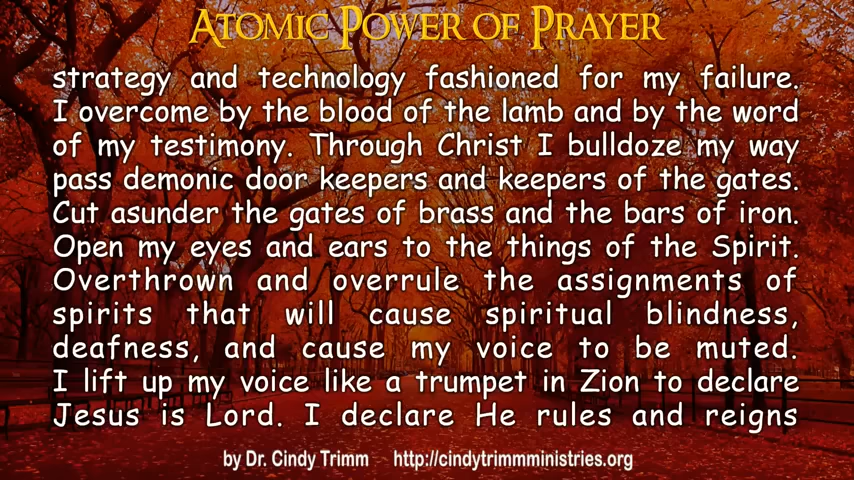 Atomic Power of Prayer
strategy and technology fashioned for my failure.
I overcome by the blood of the lamb and by the word
of my testimony. Through Christ I bulldoze my way
pass demonic door keepers and keepers of the gates.
Cut asunder the gates of brass and the bars of iron.
Open my eyes and ears to the things of the Spirit.
Overthrown and overrule the assignments of
spirits that will cause spiritual blindness,
deafness, and cause my voice to be muted.
I lift up my voice like a trumpet in Zion to declare
Jesus is Lord. I declare He rules and reigns
by Dr. Cindy Trimm http://cindytrimmministries.org